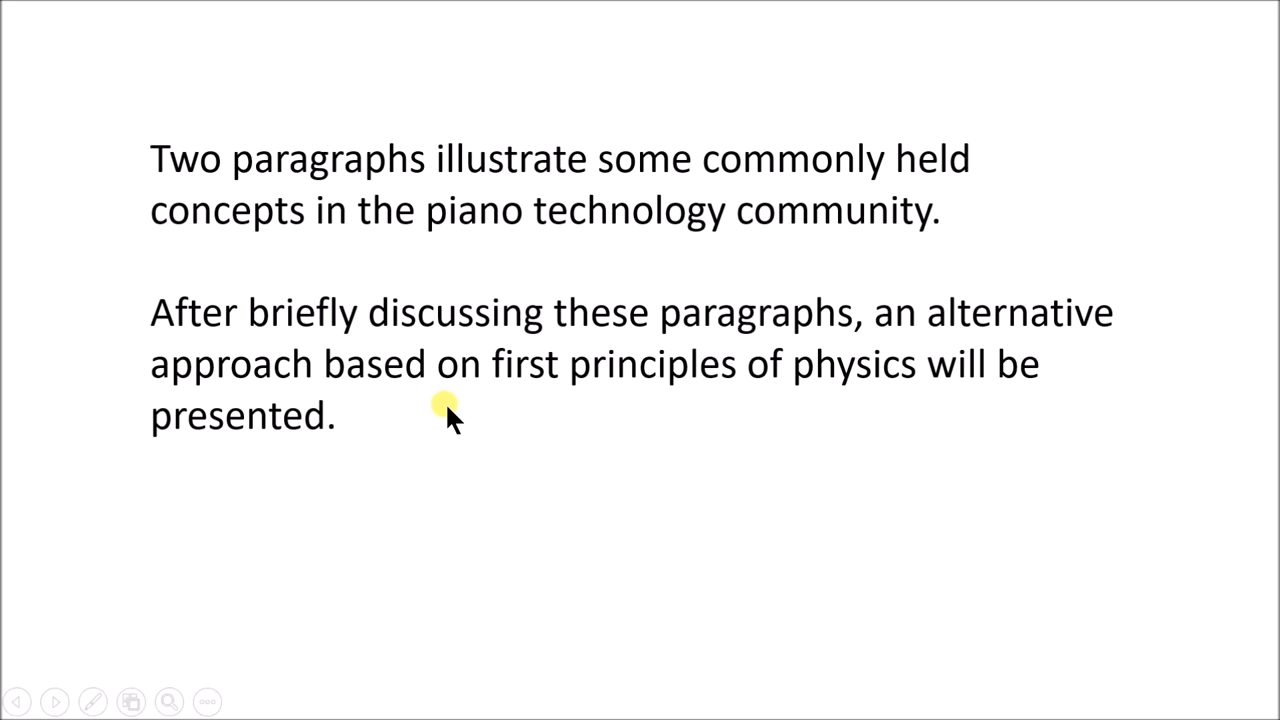 Two paragraphs illustrate some commonly held
concepts in the piano technology community.
After briefly discussing these paragraphs, an alternative
approach based on first principles of physics will be
presented.